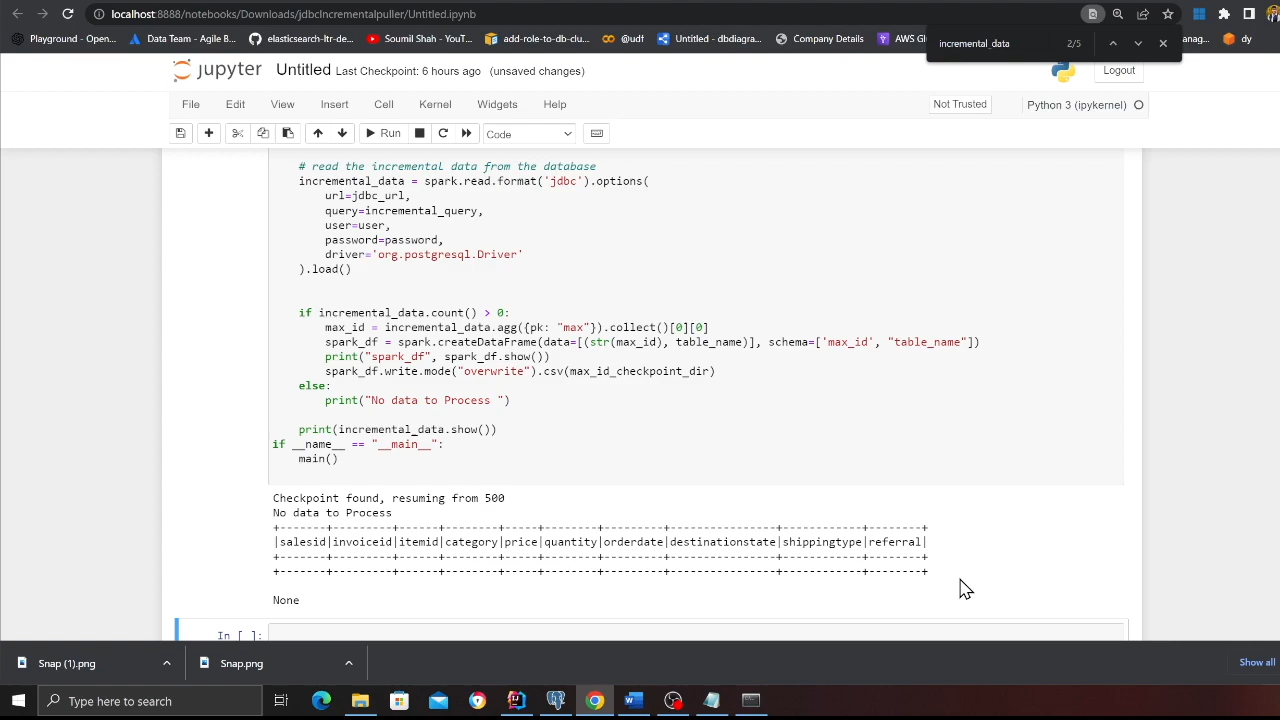 localhost:8888/notebooks/Downloads/jdbcIncrementalpuller/Untitled.ipynb
Playground - Open...
Data Team - Agile B...
elasticsearch-ltr-de...
Soumil Shah - YouT...
add-role-to-db-clu...
@udf
Untitled - dbdiagra...
Company Details
AWS Gl
manag...
dy
incremental_data
2/5
jupyter Untitled Last Checkpoint: 6 hours ago (unsaved changes)
Logout
File Edit View Insert Cell Kernel Widgets Help
Not Trusted
Python 3 (ipykernel)
Run
Code
# read the incremental data from the database
incremental_data = spark.read.format('jdbc').options(
url=jdbc_url,
query=incremental_query,
user=user,
password=password,
driver='org.postgresql.Driver'
).load()
if incremental_data.count() > 0:
max_id = incremental_data.agg({pk: "max"}).collect()[0][0]
spark_df = spark.createDataFrame(data=[(str(max_id), table_name)], schema=['max_id', "table_name"])
print("spark_df", spark_df.show())
spark_df.write.mode("overwrite").csv(max_id_checkpoint_dir)
else:
print("No data to Process ")
print(incremental_data.show())
if __name__ == "__main__":
main()
Checkpoint found, resuming from 500
No data to Process
+-------+---------+------+--------+-----+--------+---------+----------------+------------+--------+
|salesid|invoiceid|itemid|category|price|quantity|orderdate|destinationstate|shippingtype|referral|
+-------+---------+------+--------+-----+--------+---------+----------------+------------+--------+
+-------+---------+------+--------+-----+--------+---------+----------------+------------+--------+
None
In [ ]:
Snap (1).png
Snap.png
Show all
Type here to search